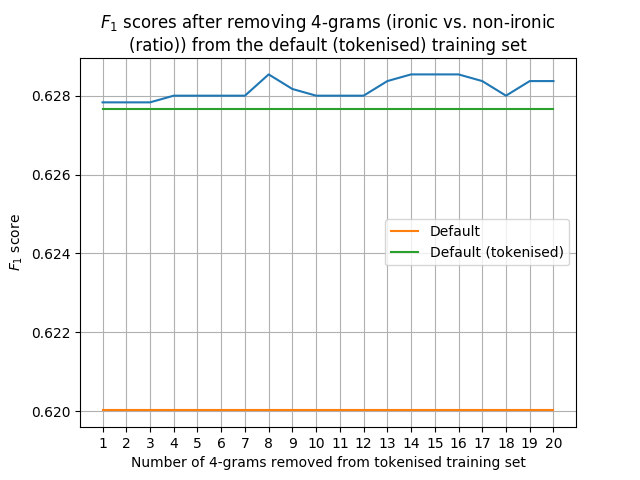 F₁ scores after removing 4-grams (ironic vs. non-ironic
(ratio)) from the default (tokenised) training set
0.628
0.626
0.624
0.622
0.620
F₁ score
Default
Default (tokenised)
1 2 3 4 5 6 7 8 9 10 11 12 13 14 15 16 17 18 19 20
Number of 4-grams removed from tokenised training set